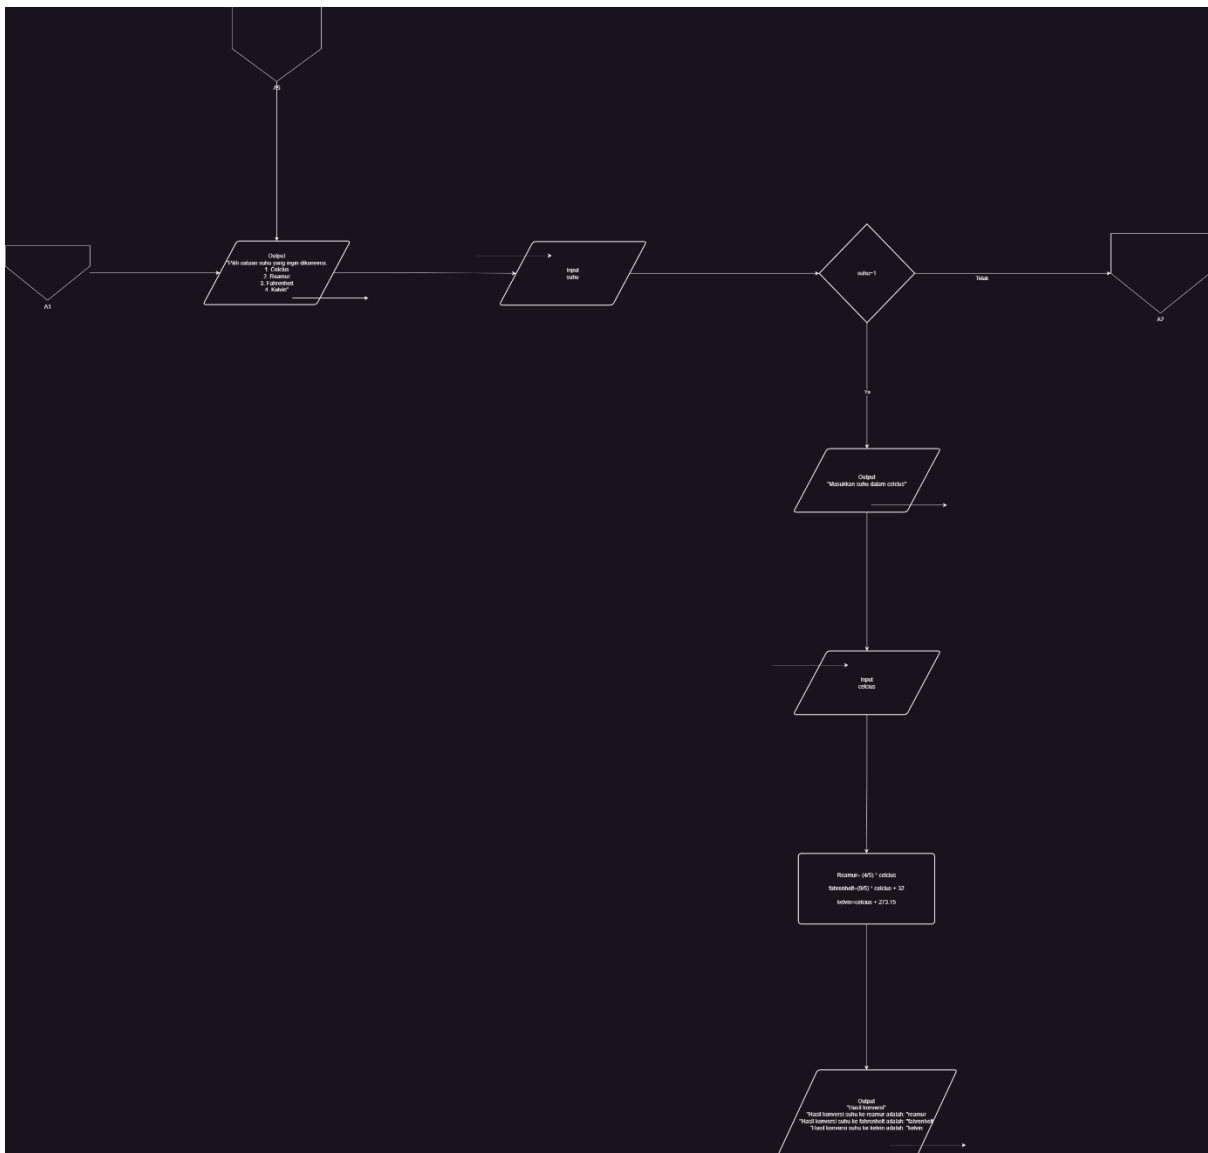 A5
Output
"Pilih satuan suhu yang ingin dikonversi:
1. Celcius
2. Reamur
3. Fahrenheit
4. Kelvin"
Input
suhu
suhu=1
Tidak
A1
A2
Ya
Output
"Masukkan suhu dalam celcius"
Input
celcius
Reamur= (4/5) * celcius
fahrenheit=(9/5) * celcius + 32
kelvin=celcius + 273.15
Output
"Hasil konversi"
"Hasil konversi suhu ke reamur adalah: "reamur
"Hasil konversi suhu ke fahrenheit adalah: "fahrenheit
"Hasil konversi suhu ke kelvin adalah: "kelvin